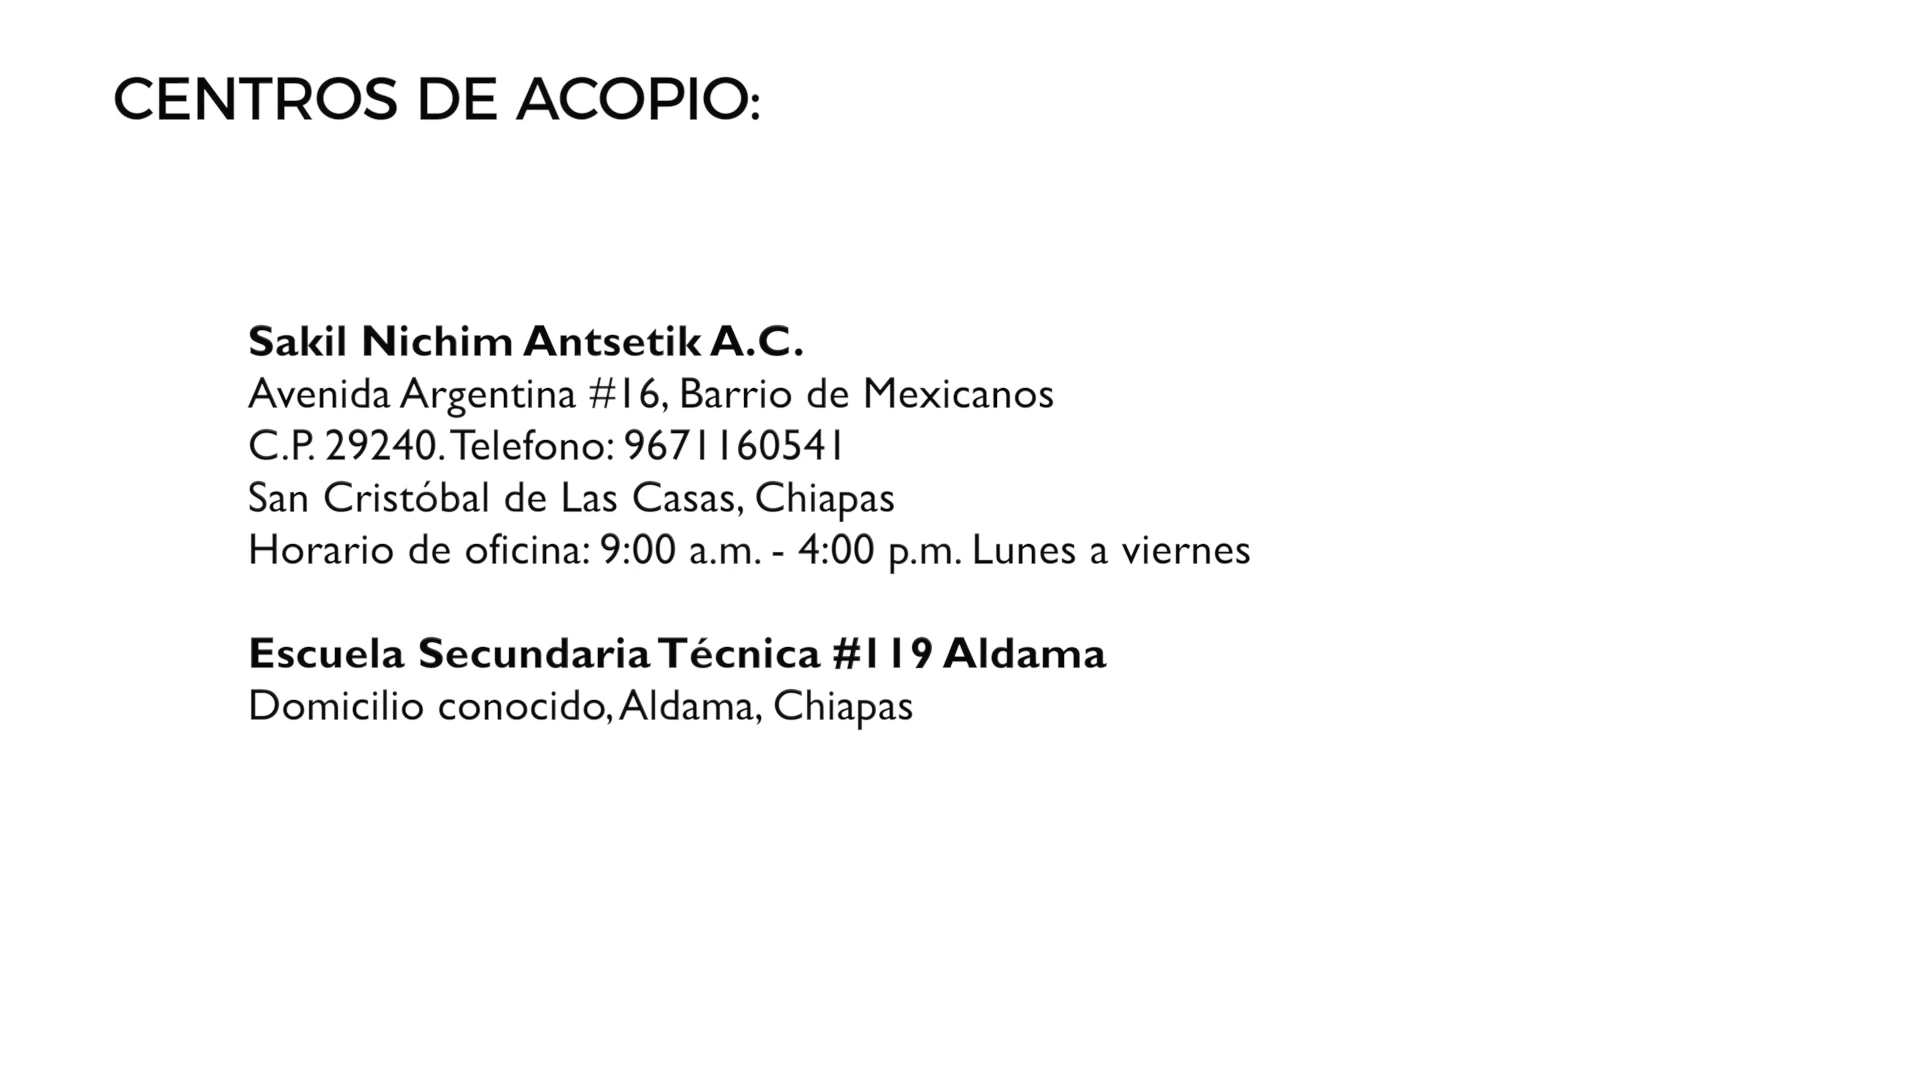 CENTROS DE ACOPIO:
Sakil Nichim Antsetik A.C.
Avenida Argentina #16, Barrio de Mexicanos
C.P. 29240. Telefono: 9671160541
San Cristóbal de Las Casas, Chiapas
Horario de oficina: 9:00 a.m. - 4:00 p.m. Lunes a viernes
Escuela Secundaria Técnica #119 Aldama
Domicilio conocido, Aldama, Chiapas